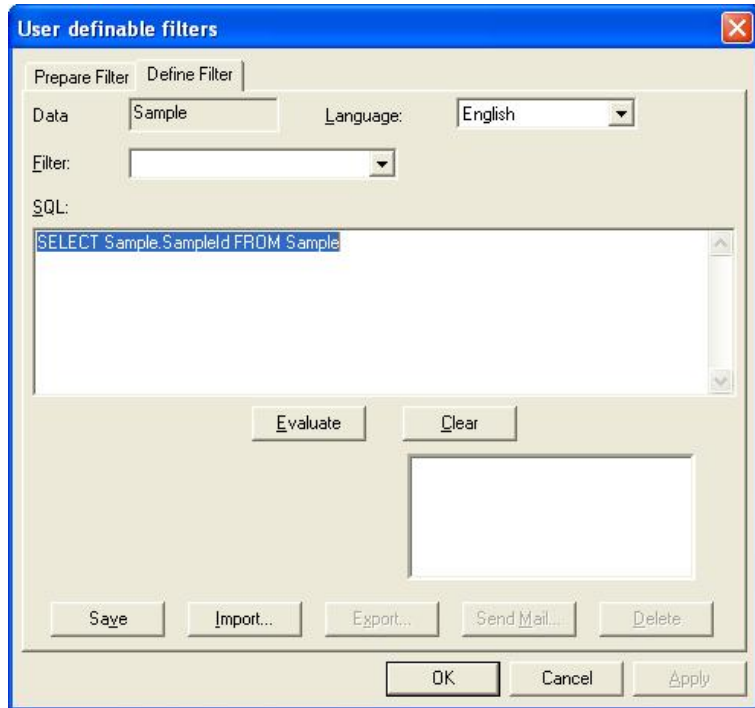 User definable filters
Prepare Filter Define Filter
Data Sample Language: English
Filter:
SQL:
SELECT Sample.SampleId FROM Sample
Evaluate Clear
Save Import... Export... Send Mail... Delete
OK Cancel Apply